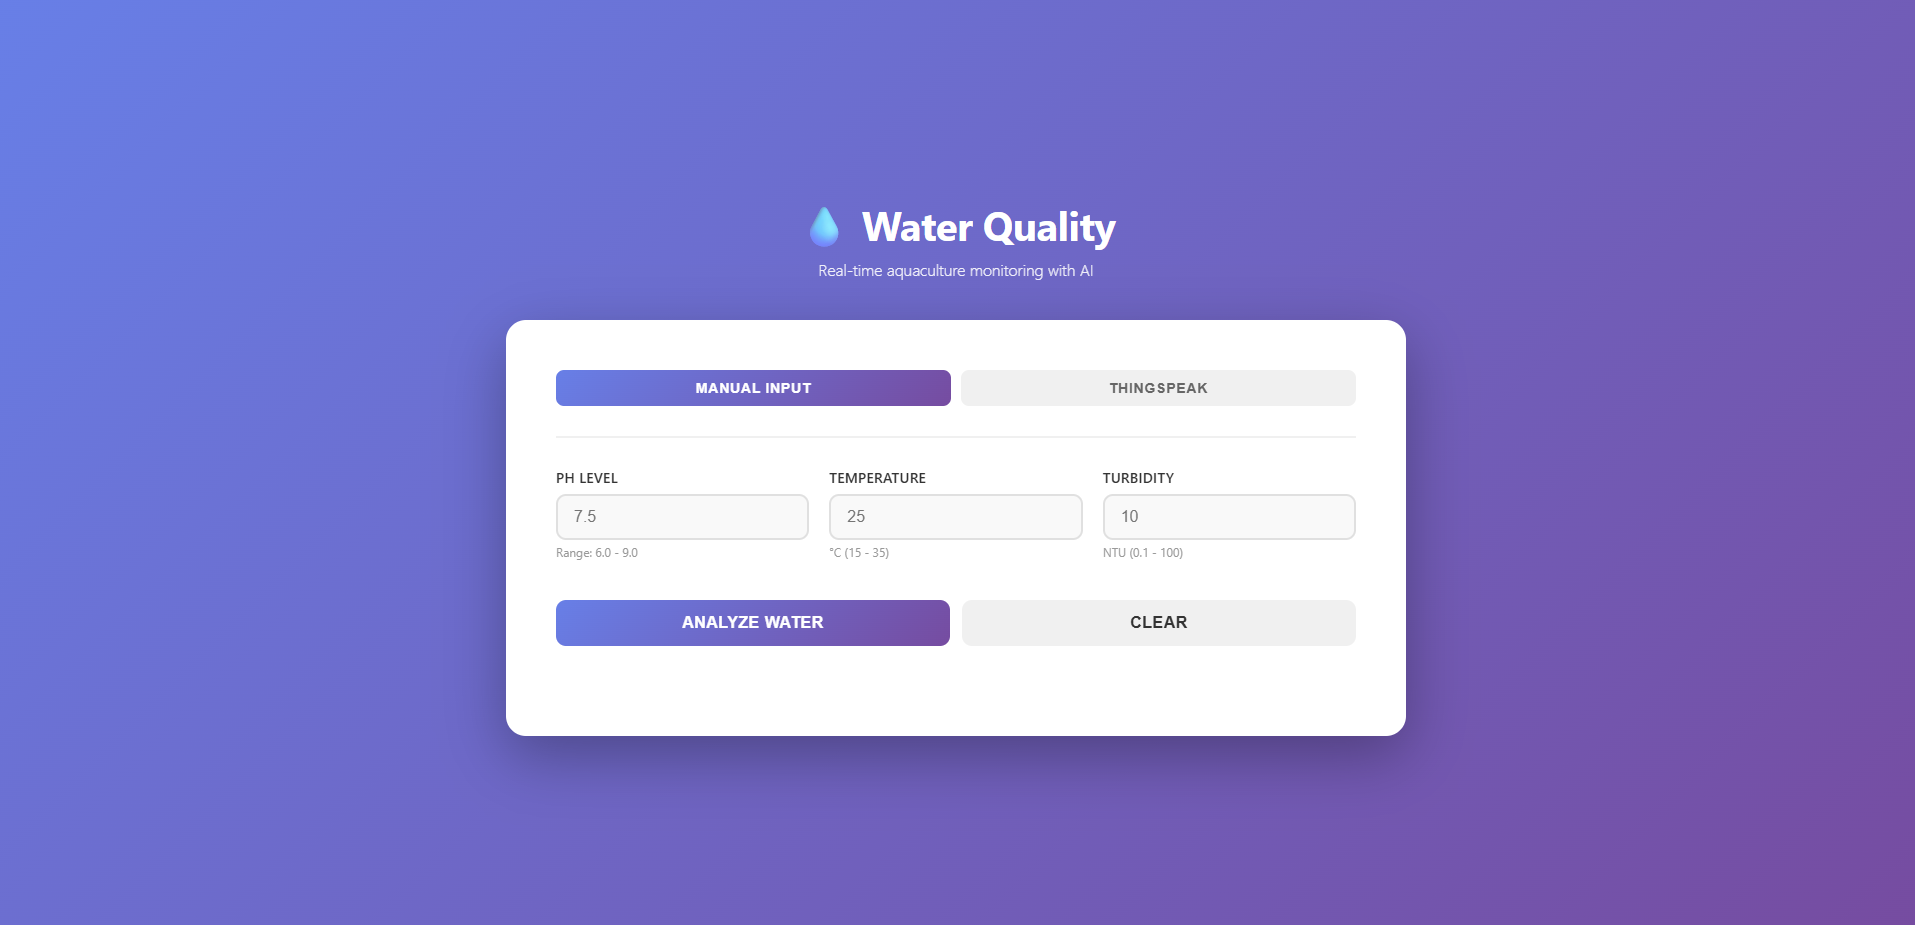 Water Quality
Real-time aquaculture monitoring with AI
MANUAL INPUT THINGSPEAK
PH LEVEL TEMPERATURE TURBIDITY
7.5 25 10
Range: 6.0 - 9.0 °C (15 - 35) NTU (0.1 - 100)
ANALYZE WATER CLEAR